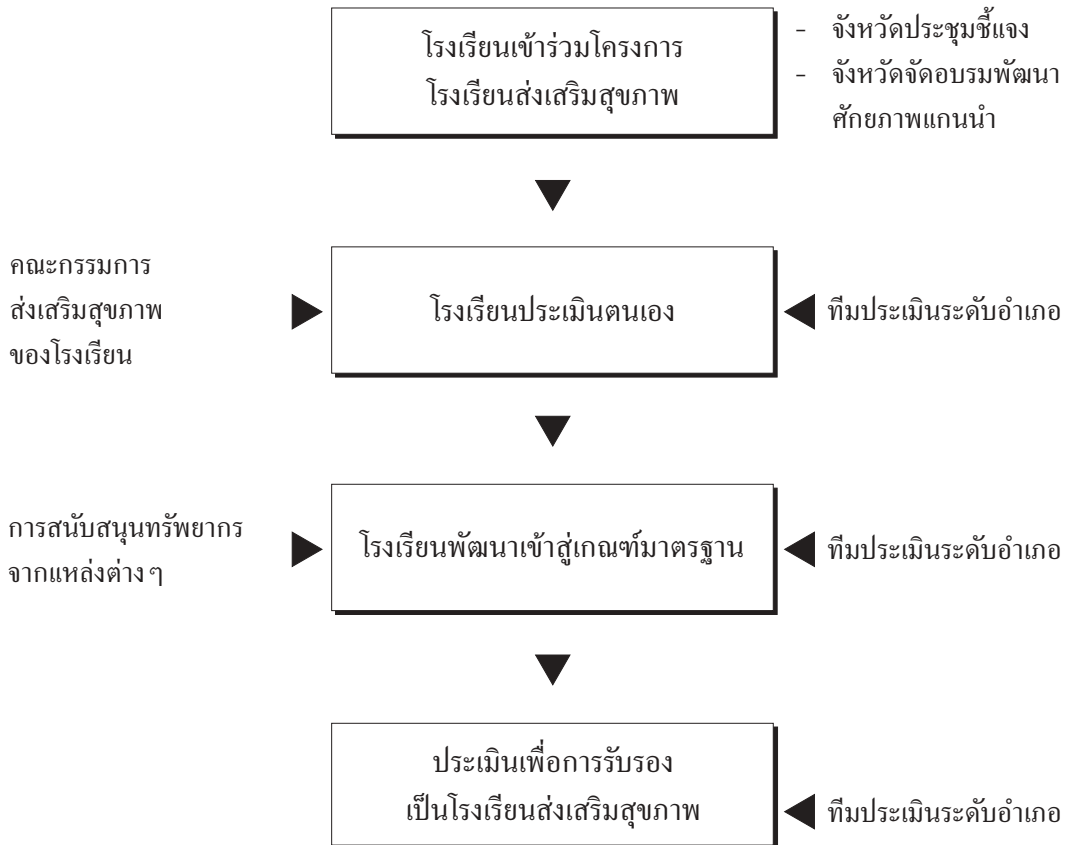 โรงเรียนเข้าร่วมโครงการ
โรงเรียนส่งเสริมสุขภาพ
- จังหวัดประชุมชี้แจง
- จังหวัดจัดอบรมพัฒนา
ศักยภาพแกนนำ
คณะกรรมการ
ส่งเสริมสุขภาพ
ของโรงเรียน
โรงเรียนประเมินตนเอง
ทีมประเมินระดับอำเภอ
การสนับสนุนทรัพยากร
จากแหล่งต่างๆ
โรงเรียนพัฒนาเข้าสู่เกณฑ์มาตรฐาน
ทีมประเมินระดับอำเภอ
ประเมินเพื่อการรับรอง
เป็นโรงเรียนส่งเสริมสุขภาพ
ทีมประเมินระดับอำเภอ